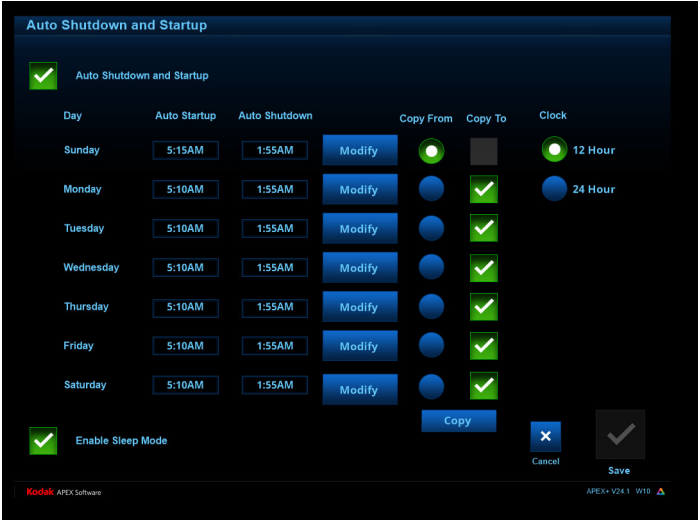 Auto Shutdown and Startup
Auto Shutdown and Startup
Day Auto Startup Auto Shutdown Copy From Copy To Clock
Sunday 5:15AM 1:55AM Modify 12 Hour
Monday 5:10AM 1:55AM Modify 24 Hour
Tuesday 5:10AM 1:55AM Modify
Wednesday 5:10AM 1:55AM Modify
Thursday 5:10AM 1:55AM Modify
Friday 5:10AM 1:55AM Modify
Saturday 5:10AM 1:55AM Modify
Copy
Enable Sleep Mode
Cancel
Save
Kodak APEX Software APEX+ V24.1 W10